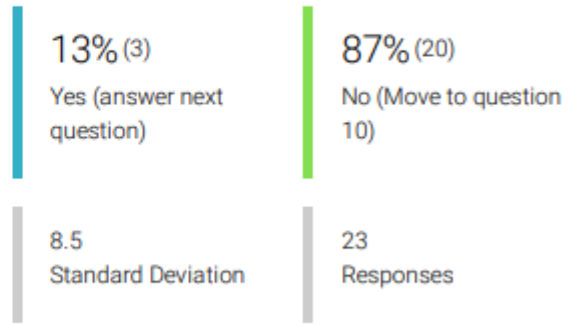 13% (3)
Yes (answer next
question)
87% (20)
No (Move to question
10)
8.5
Standard Deviation
23
Responses